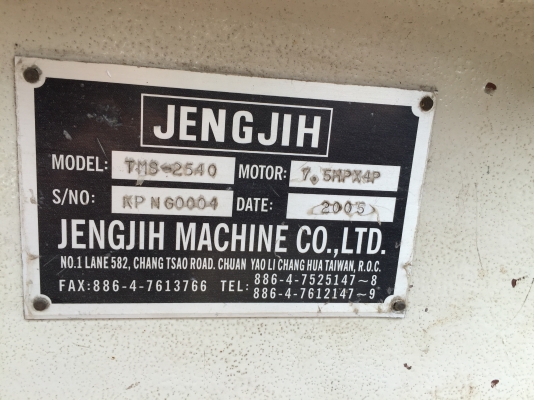 JENGJIH
MODEL: TMS-2540 MOTOR: 7.5HPX4P
S/NO: KPNG0004 DATE: 2005
JENGJIH MACHINE CO.,LTD.
NO.1 LANE 582, CHANG TSAO ROAD. CHUAN YAO LI CHANG HUA TAIWAN, R.O.C.
FAX:886-4-7613766 TEL: 886-4-7525147~8
886-4-7612147~9